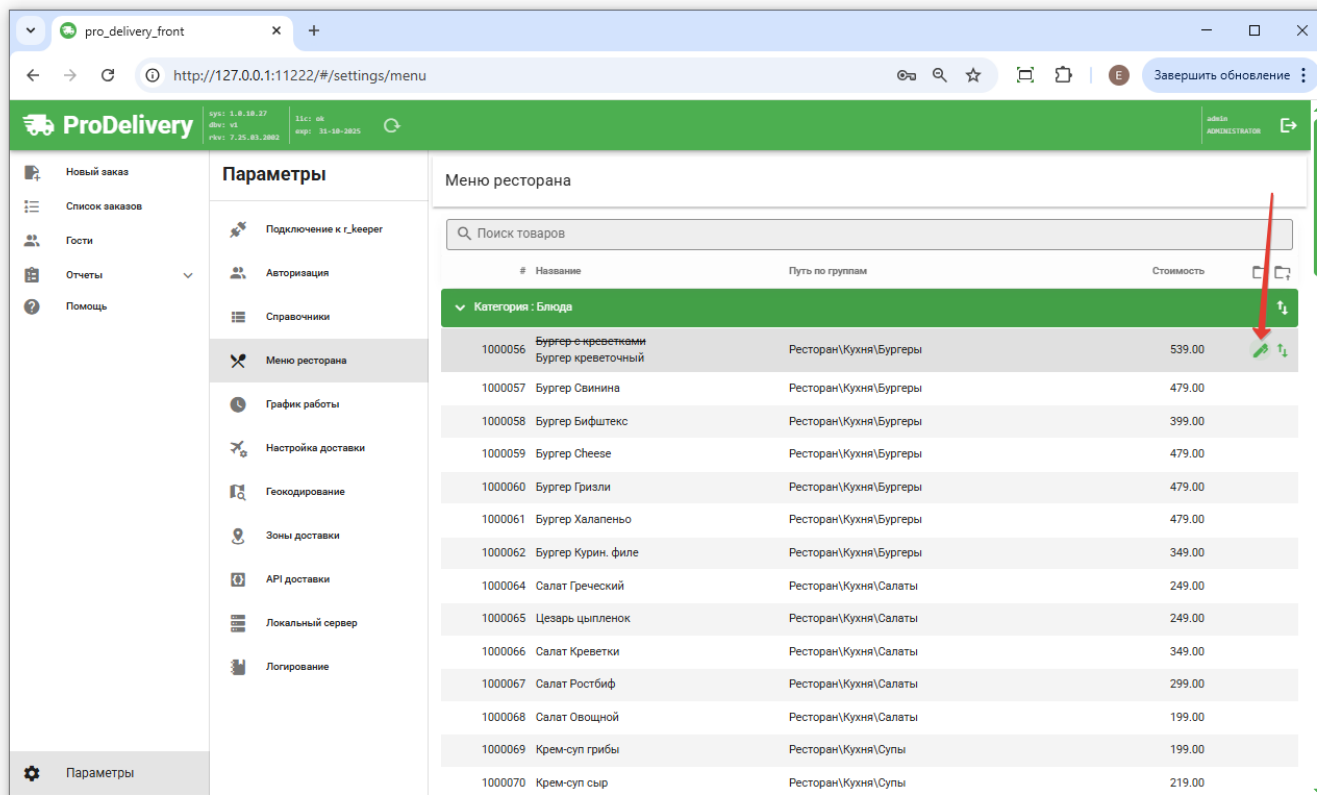 pro_delivery_front
http://127.0.0.1:11222/#/settings/menu
E
Завершить обновление
ProDelivery
sys: 1.0.10.27
dbv: v1
rkv: 7.25.03.2002
lic: ok
exp: 31-10-2025
admin
ADMINISTRATOR
Новый заказ
Список заказов
Гости
Отчеты
Помощь
Параметры
Параметры
Подключение к r_keeper
Авторизация
Справочники
Меню ресторана
График работы
Настройка доставки
Геокодирование
Зоны доставки
API доставки
Локальный сервер
Логирование
Меню ресторана
Поиск товаров
# Название Путь по группам Стоимость
Категория : Блюда
1000056 Бургер с креветками Бургер креветочный Ресторан\Кухня\Бургеры 539.00
1000057 Бургер Свинина Ресторан\Кухня\Бургеры 479.00
1000058 Бургер Бифштекс Ресторан\Кухня\Бургеры 399.00
1000059 Бургер Cheese Ресторан\Кухня\Бургеры 479.00
1000060 Бургер Гризли Ресторан\Кухня\Бургеры 479.00
1000061 Бургер Халапеньо Ресторан\Кухня\Бургеры 479.00
1000062 Бургер Курин. филе Ресторан\Кухня\Бургеры 349.00
1000064 Салат Греческий Ресторан\Кухня\Салаты 249.00
1000065 Цезарь цыпленок Ресторан\Кухня\Салаты 249.00
1000066 Салат Креветки Ресторан\Кухня\Салаты 349.00
1000067 Салат Ростбиф Ресторан\Кухня\Салаты 299.00
1000068 Салат Овощной Ресторан\Кухня\Салаты 199.00
1000069 Крем-суп грибы Ресторан\Кухня\Супы 199.00
1000070 Крем-суп сыр Ресторан\Кухня\Супы 219.00